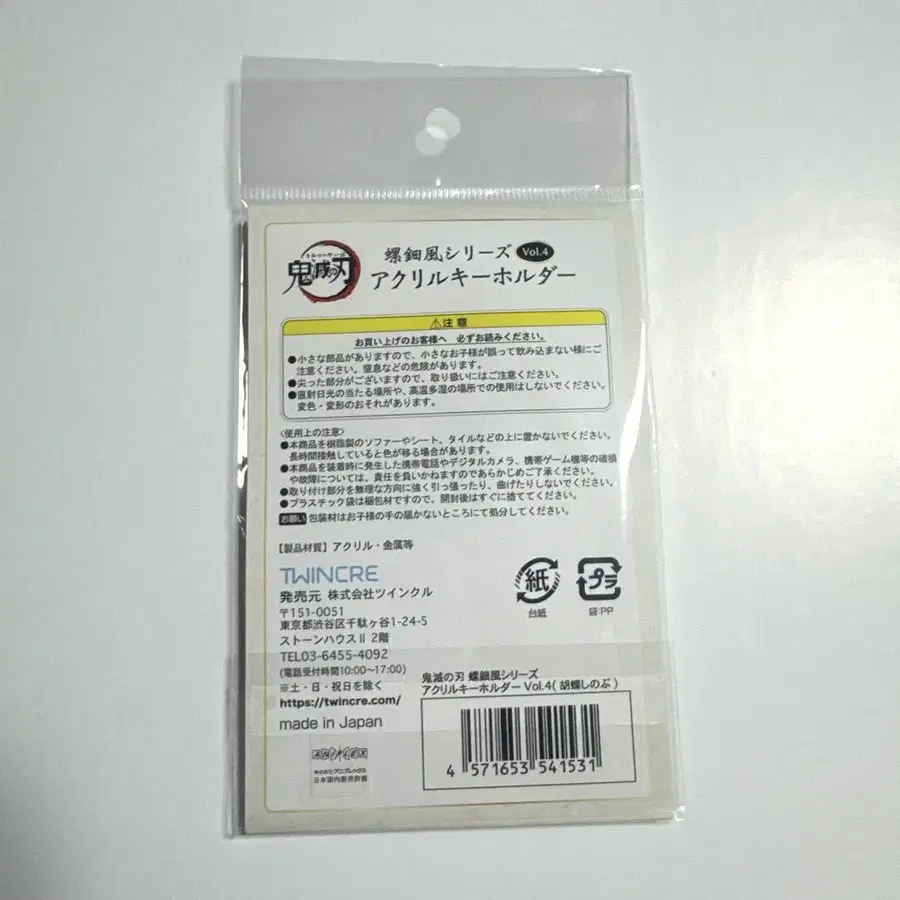 鬼滅の刃
螺鈿風シリーズ Vol.4
アクリルキーホルダー
⚠注意
お買い上げのお客様へ 必ずお読みください。
●小さな部品がありますので、小さなお子様が誤って飲み込まない様にご
注意ください。窒息などの危険があります。
●尖った部分がございますので、取り扱いにはご注意ください。
●直射日光の当たる場所や、高温多湿の場所での使用はしないでください。
変色・変形のおそれがあります。
〈使用上の注意〉
●本商品を樹脂製のソファーやシート、タイルなどの上に置かないでください。
長時間接触していると色が移る場合があります。
●本商品を装着時に発生した携帯電話やデジタルカメラ、携帯ゲーム機等の破損
や故障については、責任を負いかねますのであらかじめご了承ください。
●取り付け部分を無理な方向に強く引っ張ったり、曲げたりしないでください。
●プラスチック袋は梱包材ですので、開封後はすぐに捨ててください。
お願い 包装材はお子様の手の届かないところにて処分してください。
【製品材質】アクリル・金属等
TWINCRE
発売元 株式会社ツインクル
〒151-0051
東京都渋谷区千駄ヶ谷1-24-5
ストーンハウスⅡ 2階
TEL03-6455-4092
(電話受付時間10:00〜17:00)
※土・日・祝日を除く
https://twincre.com/
made in Japan
紙
台紙
プラ
袋:PP
鬼滅の刃 螺鈿風シリーズ
アクリルキーホルダー Vol.4( 胡蝶しのぶ )
4 571653 541531
ANIPLEX
株式会社アニプレックス
日本国内販売許諾